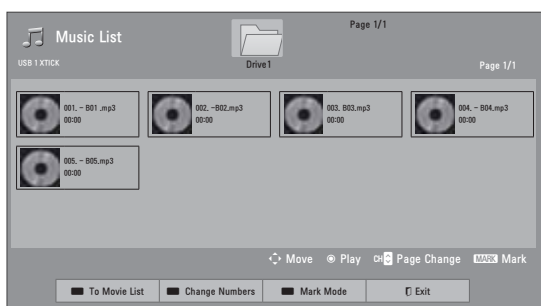 Music List
Page 1/1
USB 1 XTICK
Drive1
Page 1/1
001. - B01 .mp3
00:00
002. -B02.mp3
00:00
003. B03.mp3
00:00
004. - B04.mp3
00:00
005. - B05.mp3
00:00
Move Play CH Page Change MARK Mark
To Movie List Change Numbers Mark Mode Exit